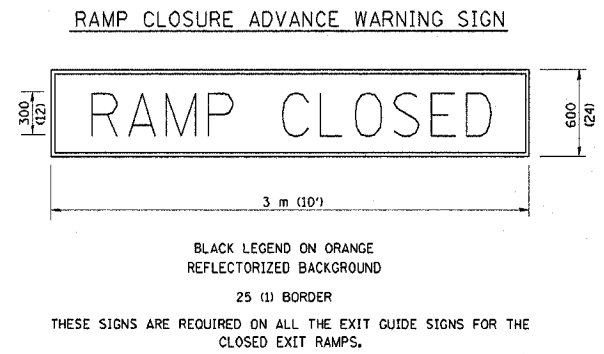 RAMP CLOSURE ADVANCE WARNING SIGN
RAMP CLOSED
300
(12)
600
(24)
3 m (10')
BLACK LEGEND ON ORANGE
REFLECTORIZED BACKGROUND
25 (1) BORDER
THESE SIGNS ARE REQUIRED ON ALL THE EXIT GUIDE SIGNS FOR THE
CLOSED EXIT RAMPS.